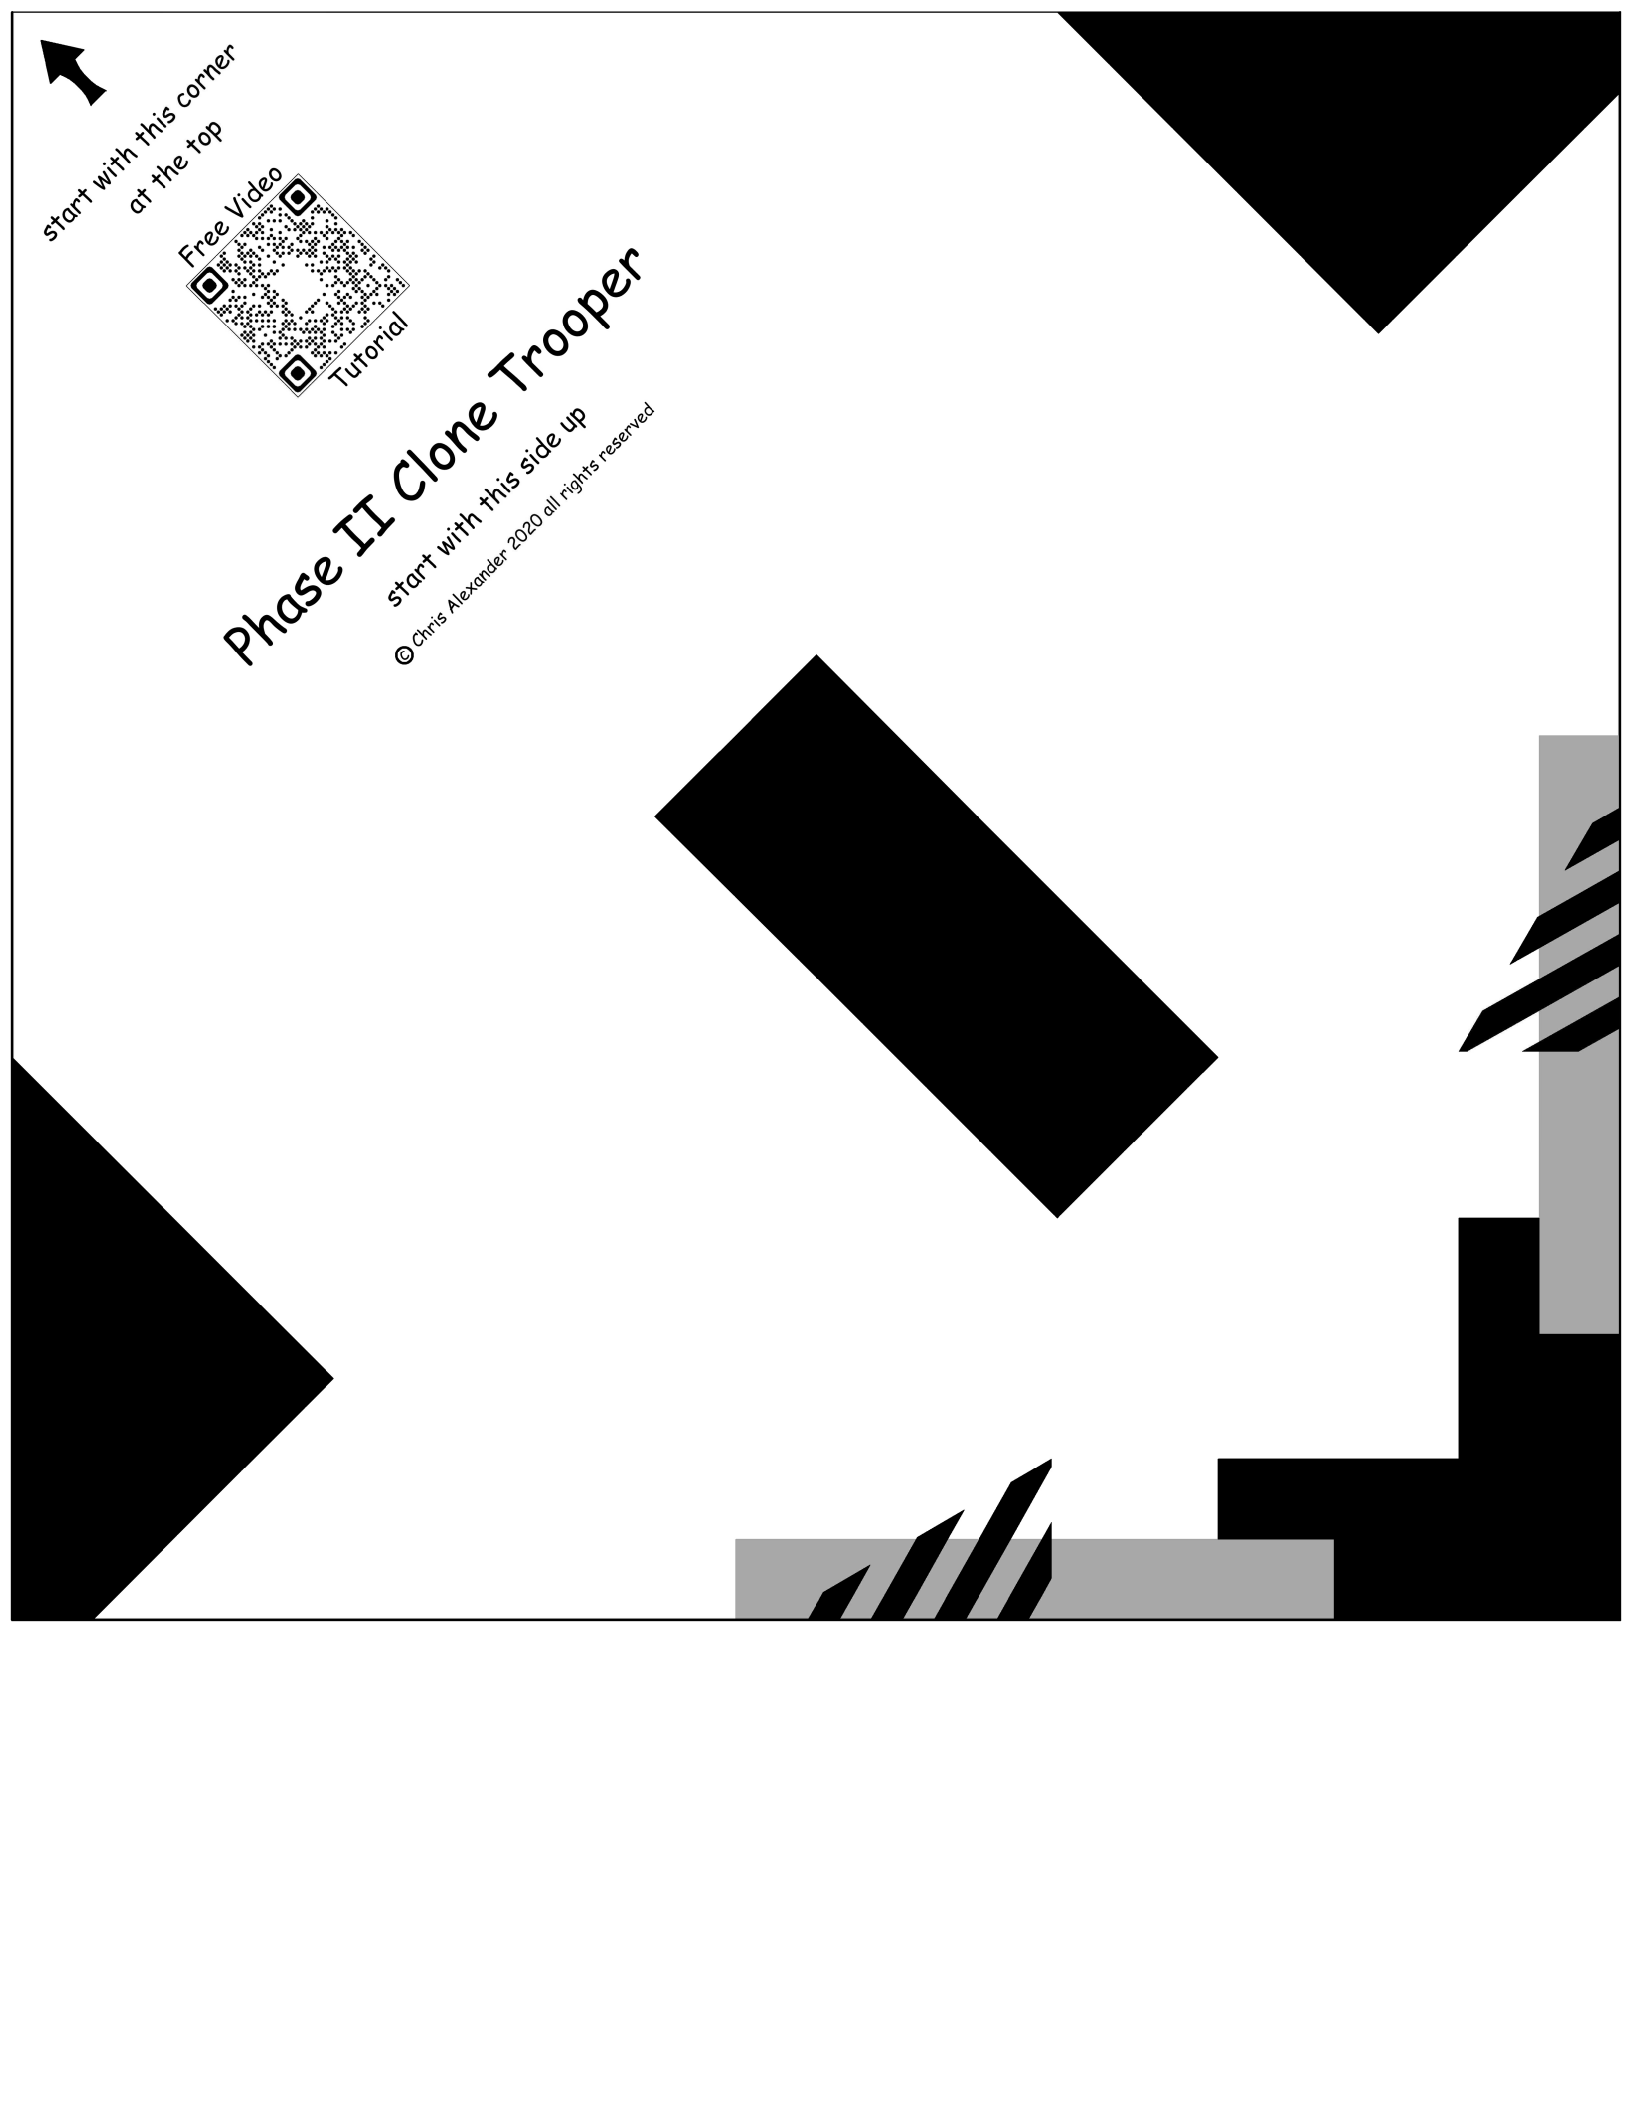 start with this corner
at the top
Free Video
Tutorial
Phase II Clone Trooper
start with this side up
© Chris Alexander 2020 all rights reserved